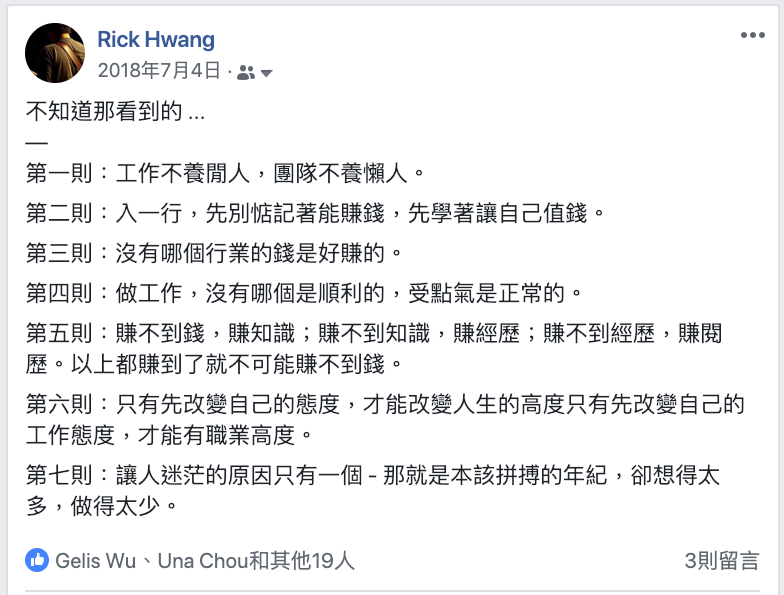 Rick Hwang
2018年7月4日 ·
不知道那看到的 ...
—
第一則：工作不養閒人，團隊不養懶人。
第二則：入一行，先別惦記著能賺錢，先學著讓自己值錢。
第三則：沒有哪個行業的錢是好賺的。
第四則：做工作，沒有哪個是順利的，受點氣是正常的。
第五則：賺不到錢，賺知識；賺不到知識，賺經歷；賺不到經歷，賺閱
歷。以上都賺到了就不可能賺不到錢。
第六則：只有先改變自己的態度，才能改變人生的高度只有先改變自己的
工作態度，才能有職業高度。
第七則：讓人迷茫的原因只有一個 - 那就是本該拼搏的年紀，卻想得太
多，做得太少。
Gelis Wu、Una Chou和其他19人
3則留言